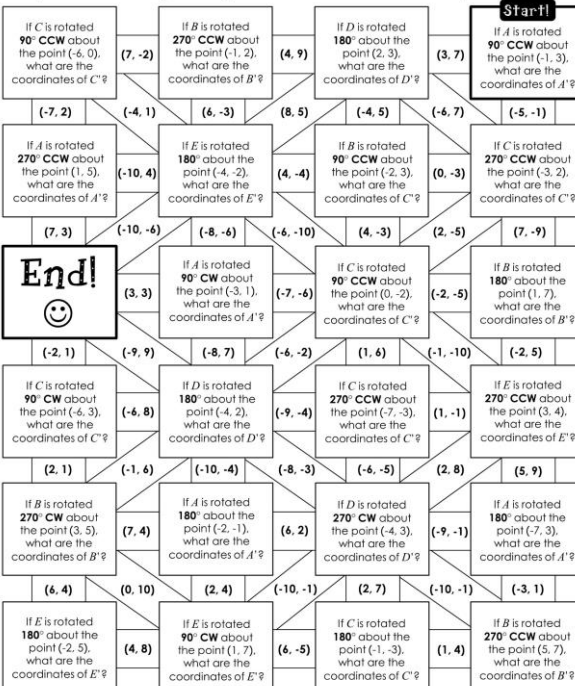 Start!
If C is rotated
90° CCW about
the point (-6, 0),
what are the
coordinates of C'?
(7, -2)
If B is rotated
270° CCW about
the point (-1, 2),
what are the
coordinates of B'?
(4, 9)
If D is rotated
180° about the
point (2, 3),
what are the
coordinates of D'?
(3, 7)
If A is rotated
90° CCW about
the point (-1, 3),
what are the
coordinates of A'?
(-7, 2)
(-4, 1)
(6, -3)
(8, 5)
(-4, 5)
(-6, 7)
(-5, -1)
If A is rotated
270° CCW about
the point (1, 5),
what are the
coordinates of A'?
(-10, 4)
If E is rotated
180° about the
point (-4, -2),
what are the
coordinates of E'?
(4, -4)
If B is rotated
90° CCW about
the point (-2, 3),
what are the
coordinates of C'?
(0, -3)
If C is rotated
270° CCW about
the point (-3, 2),
what are the
coordinates of C'?
(7, 3)
(-10, -6)
(-8, -6)
(-6, -10)
(4, -3)
(2, -5)
(7, -9)
End!
(3, 3)
If A is rotated
90° CW about
the point (-3, 1),
what are the
coordinates of A'?
(-7, -6)
If C is rotated
90° CCW about
the point (0, -2),
what are the
coordinates of C'?
(-2, -5)
If B is rotated
180° about the
point (1, 7),
what are the
coordinates of B'?
(-2, 1)
(-9, 9)
(-8, 7)
(-6, -2)
(1, 6)
(-1, -10)
(-2, 5)
If C is rotated
90° CW about
the point (-6, 3),
what are the
coordinates of C'?
(-6, 8)
If D is rotated
180° about the
point (-4, 2),
what are the
coordinates of D'?
(-9, -4)
If C is rotated
270° CCW about
the point (-7, -3),
what are the
coordinates of C'?
(1, -1)
If E is rotated
270° CCW about
the point (3, 4),
what are the
coordinates of E'?
(2, 1)
(-1, 6)
(-10, -4)
(-8, -3)
(-6, -5)
(2, 8)
(5, 9)
If B is rotated
270° CW about
the point (3, 5),
what are the
coordinates of B'?
(7, 4)
If A is rotated
180° about the
point (-2, -1),
what are the
coordinates of A'?
(6, 2)
If D is rotated
270° CW about
the point (-4, 3),
what are the
coordinates of D'?
(-9, -1)
If A is rotated
180° about the
point (-7, 3),
what are the
coordinates of A'?
(6, 4)
(0, 10)
(2, 4)
(-10, -1)
(2, 7)
(-10, -1)
(-3, 1)
If E is rotated
180° about the
point (-2, 5),
what are the
coordinates of E'?
(4, 8)
If E is rotated
90° CW about
the point (1, 7),
what are the
coordinates of E'?
(6, -5)
If C is rotated
180° about the
point (-1, -3),
what are the
coordinates of C'?
(1, 4)
If B is rotated
270° CCW about
the point (5, 7),
what are the
coordinates of B'?